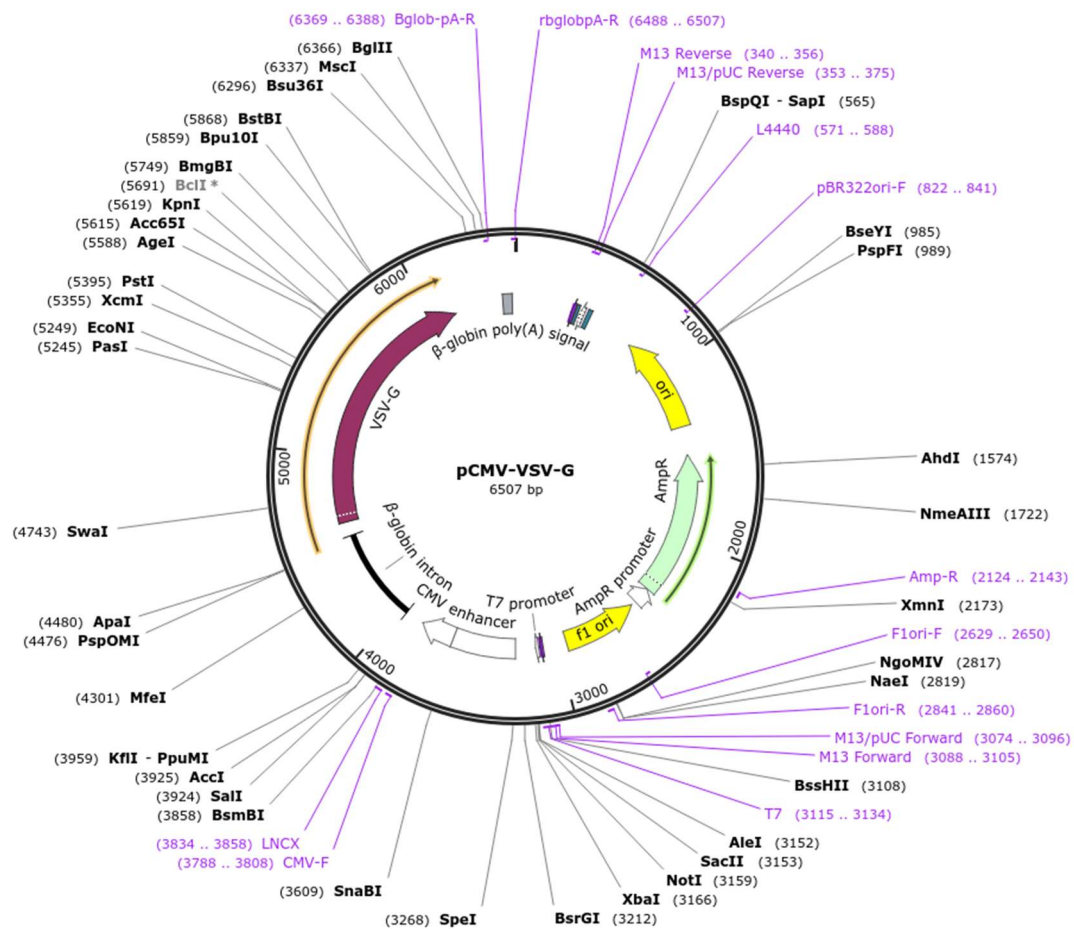 (6369 .. 6388) Bglob-pA-R
rbglobpA-R (6488 .. 6507)
(6366) BglII
(6337) MscI
(6296) Bsu36I
(5868) BstBI
(5859) Bpu10I
(5749) BmgBI
(5691) BclI *
(5619) KpnI
(5615) Acc65I
(5588) AgeI
(5395) PstI
(5355) XcmI
(5249) EcoNI
(5245) PasI
(4743) SwaI
(4480) ApaI
(4476) PspOMI
(4301) MfeI
(3959) KflI - PpuMI
(3925) AccI
(3924) SalI
(3858) BsmBI
(3834 .. 3858) LNCX
(3788 .. 3808) CMV-F
(3609) SnaBI
(3268) SpeI
M13 Reverse (340 .. 356)
M13/pUC Reverse (353 .. 375)
BspQI - SapI (565)
L4440 (571 .. 588)
pBR322ori-F (822 .. 841)
BseYI (985)
PspFI (989)
AhdI (1574)
NmeAIII (1722)
Amp-R (2124 .. 2143)
XmnI (2173)
F1ori-F (2629 .. 2650)
NgoMIV (2817)
NaeI (2819)
F1ori-R (2841 .. 2860)
M13/pUC Forward (3074 .. 3096)
M13 Forward (3088 .. 3105)
BssHII (3108)
T7 (3115 .. 3134)
AleI (3152)
SacII (3153)
NotI (3159)
XbaI (3166)
BsrGI (3212)
1000
2000
3000
4000
5000
6000
β-globin poly(A) signal
ori
AmpR
AmpR promoter
f1 ori
T7 promoter
CMV enhancer
β-globin intron
VSV-G
pCMV-VSV-G
6507 bp